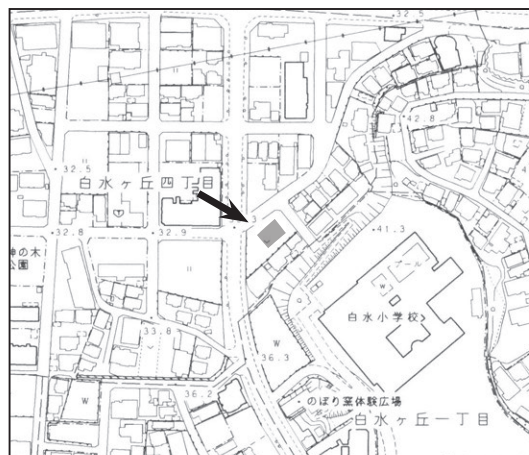 32.5
42.8
32.5
白水ヶ丘四丁目
32.8
32.9
41.3
神の木
公園
プール
W
白水小学校
33.8
W
36.3
36.2
W
のぼり窯体験広場
白水ヶ丘一丁目